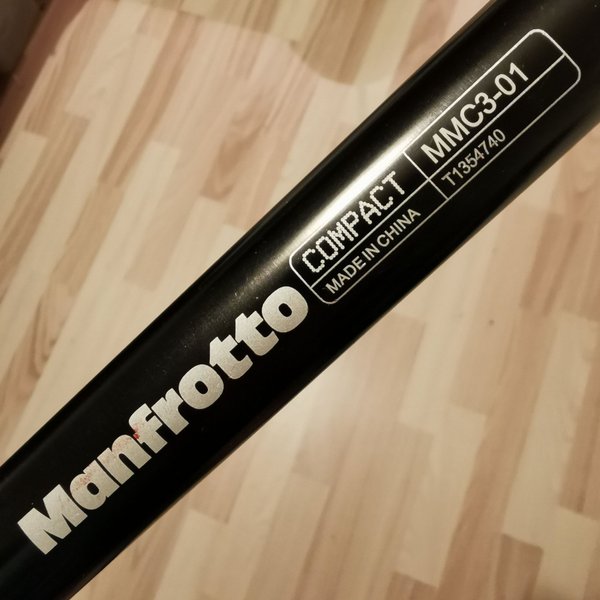 Manfrotto
COMPACT
MMC3-01
MADE IN CHINA
T1354740